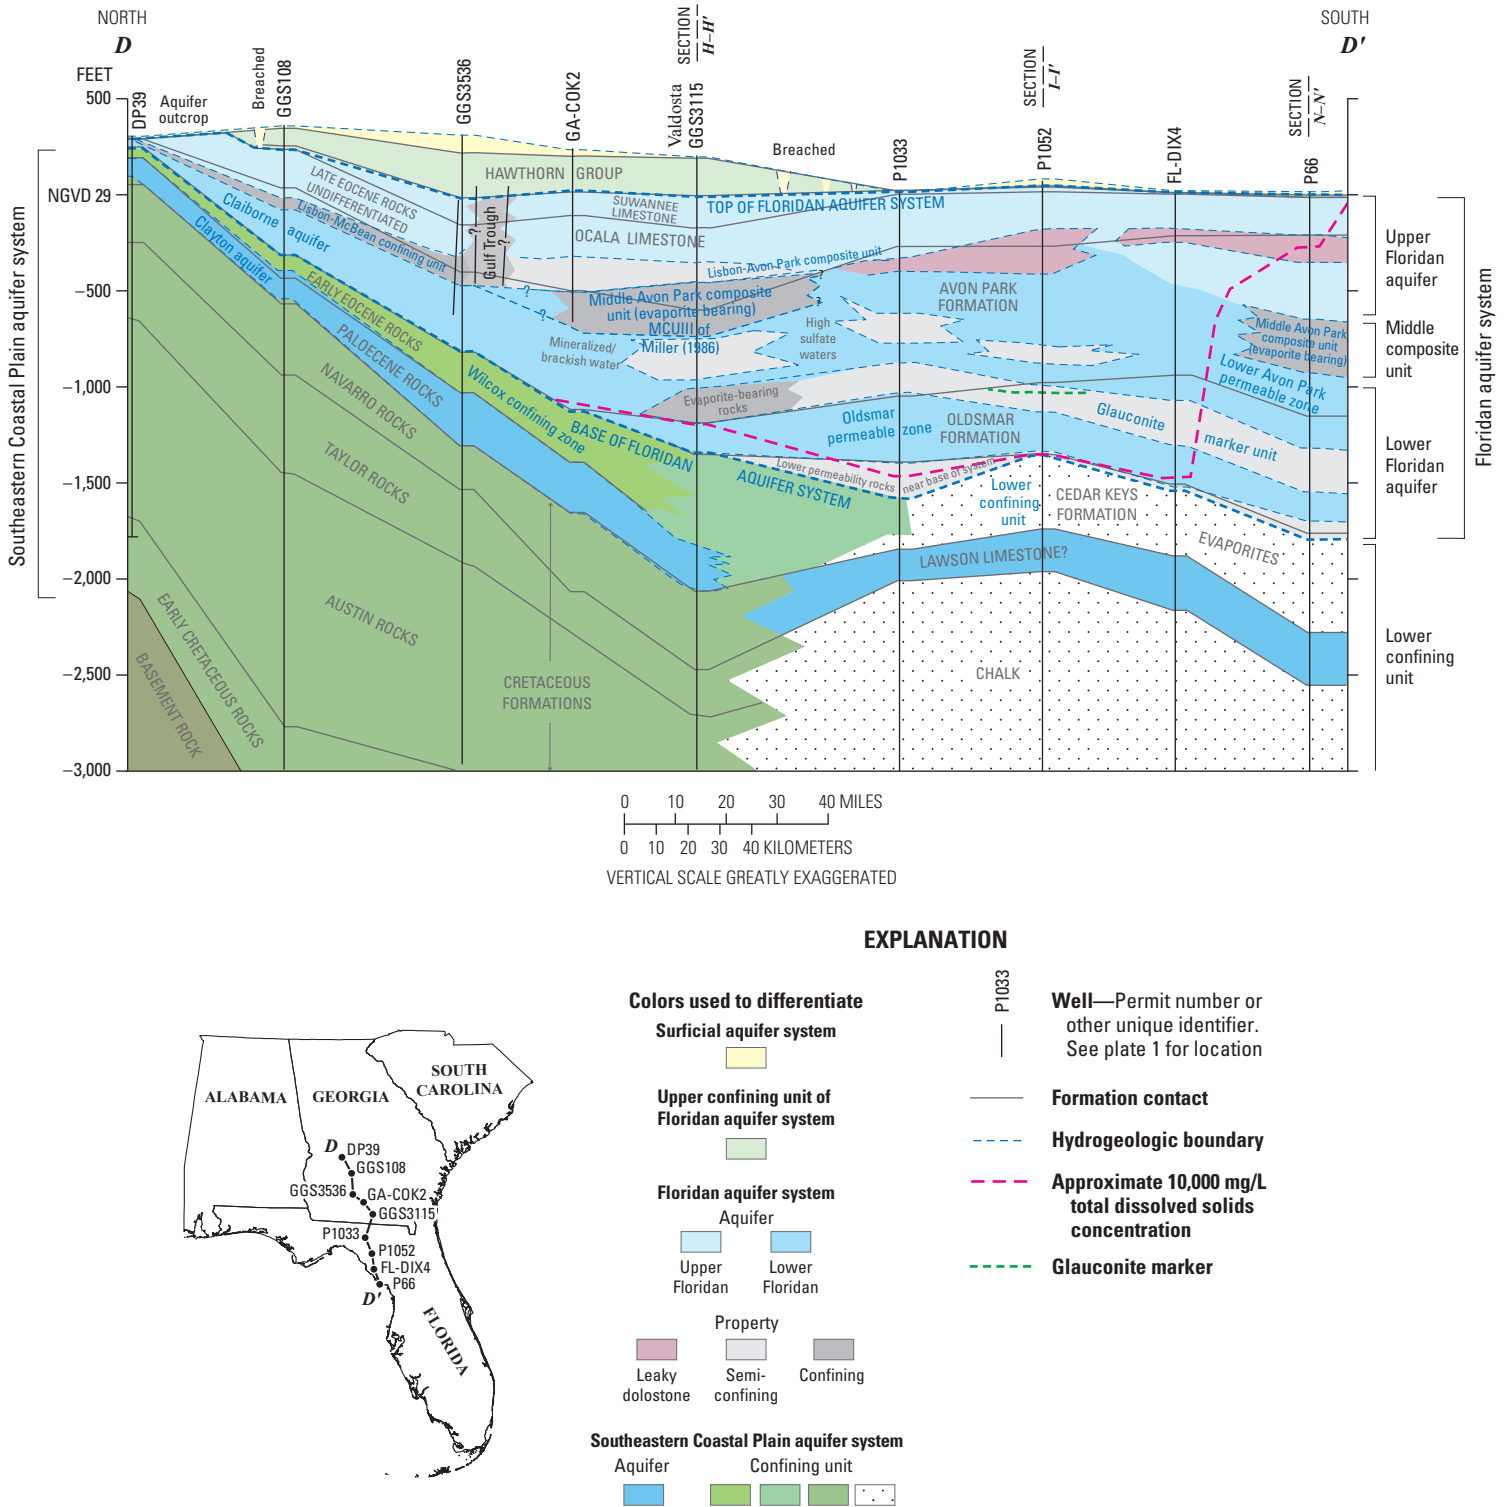 NORTH
D
SOUTH
D′
FEET
500
NGVD 29
−500
−1,000
−1,500
−2,000
−2,500
−3,000
Southeastern Coastal Plain aquifer system
DP39
Aquifer
outcrop
Breached
GGS108
GGS3536
GA-COK2
SECTION
H–H′
Valdosta
GGS3115
Breached
P1033
SECTION
I–I′
P1052
FL-DIX4
SECTION
N–N′
P66
HAWTHORN GROUP
LATE EOCENE ROCKS
UNDIFFERENTIATED
SUWANNEE
LIMESTONE
TOP OF FLORIDAN AQUIFER SYSTEM
OCALA LIMESTONE
Gulf Trough
?
?
Claiborne aquifer
Lisbon-McBean confining unit
Clayton aquifer
Lisbon-Avon Park composite unit
?
?
?
?
Middle Avon Park composite
unit (evaporite bearing)
MCUIII of
Miller (1986)
AVON PARK
FORMATION
High
sulfate
waters
Mineralized/
brackish water
Evaporite-bearing
rocks
Middle Avon Park
composite unit
(evaporite bearing)
Lower Avon Park
permeable zone
EARLY EOCENE ROCKS
PALOECENE ROCKS
NAVARRO ROCKS
TAYLOR ROCKS
AUSTIN ROCKS
EARLY CRETACEOUS ROCKS
BASEMENT ROCK
Wilcox confining zone
BASE OF FLORIDAN
AQUIFER SYSTEM
Oldsmar
permeable zone
OLDSMAR
FORMATION
Glauconite
marker unit
Lower permeability rocks near base of system
Lower
confining
unit
CEDAR KEYS
FORMATION
EVAPORITES
LAWSON LIMESTONE?
CRETACEOUS
FORMATIONS
CHALK
Upper
Floridan
aquifer
Middle
composite
unit
Lower
Floridan
aquifer
Floridan aquifer system
Lower
confining
unit
0 10 20 30 40 MILES
0 10 20 30 40 KILOMETERS
VERTICAL SCALE GREATLY EXAGGERATED
EXPLANATION
Colors used to differentiate
Surficial aquifer system
Upper confining unit of
Floridan aquifer system
Floridan aquifer system
Aquifer
Upper
Floridan
Lower
Floridan
Property
Leaky
dolostone
Semi-
confining
Confining
Southeastern Coastal Plain aquifer system
Aquifer
Confining unit
P1033
Well—Permit number or
other unique identifier.
See plate 1 for location
Formation contact
Hydrogeologic boundary
Approximate 10,000 mg/L
total dissolved solids
concentration
Glauconite marker
ALABAMA
GEORGIA
SOUTH
CAROLINA
FLORIDA
D
DP39
GGS108
GGS3536
GA-COK2
GGS3115
P1033
P1052
FL-DIX4
P66
D′